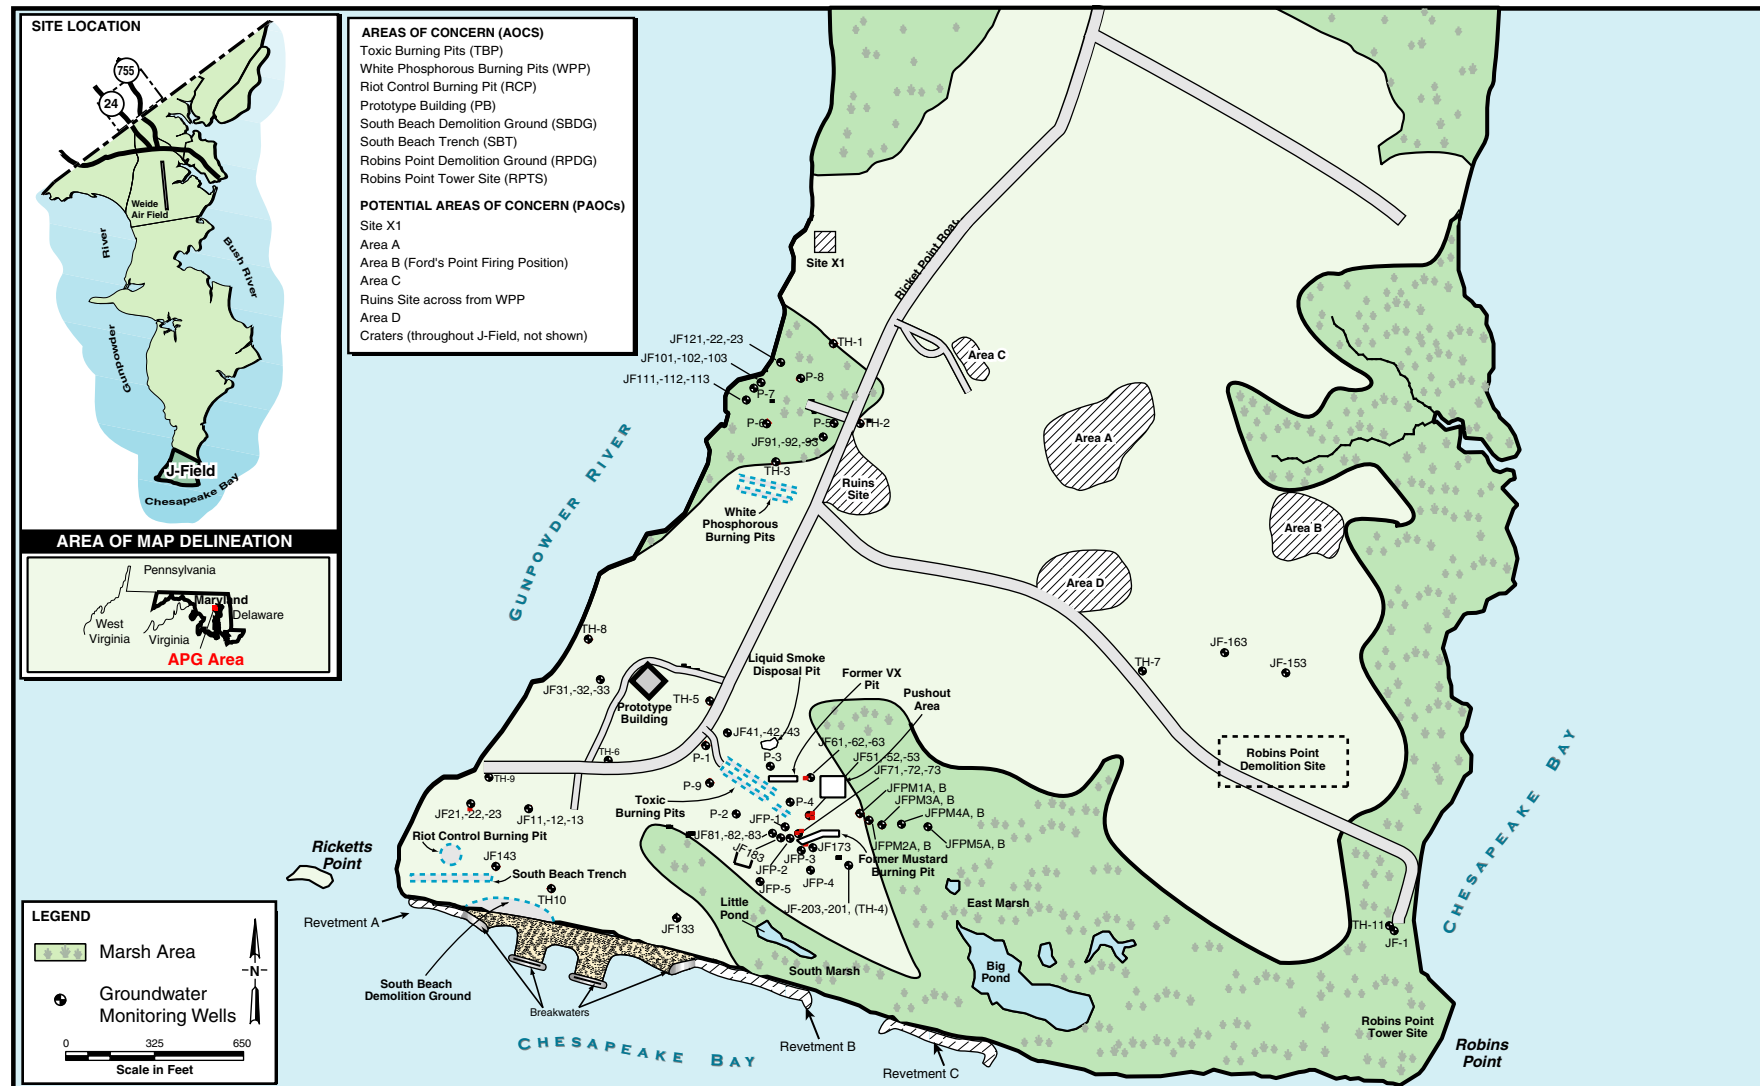 SITE LOCATION
755
24
Weide
Air Field
River
Bush River
Gunpowder
J-Field
Chesapeake Bay
AREA OF MAP DELINEATION
Pennsylvania
Maryland
Delaware
West
Virginia
Virginia
APG Area
AREAS OF CONCERN (AOCS)
Toxic Burning Pits (TBP)
White Phosphorous Burning Pits (WPP)
Riot Control Burning Pit (RCP)
Prototype Building (PB)
South Beach Demolition Ground (SBDG)
South Beach Trench (SBT)
Robins Point Demolition Ground (RPDG)
Robins Point Tower Site (RPTS)
POTENTIAL AREAS OF CONCERN (PAOCs)
Site X1
Area A
Area B (Ford's Point Firing Position)
Area C
Ruins Site across from WPP
Area D
Craters (throughout J-Field, not shown)
Site X1
Ricket Point Road
JF121,-22,-23
TH-1
JF101,-102,-103
Area C
JF111,-112,-113
P-8
P-7
P-6
P-5
TH-2
JF91,-92,-93
TH-3
Area A
Ruins
Site
White
Phosphorous
Burning Pits
Area B
GUNPOWDER RIVER
Area D
TH-8
JF-163
TH-7
JF-153
Liquid Smoke
Disposal Pit
Former VX
Pit
Pushout
Area
JF31,-32,-33
TH-5
Prototype
Building
JF41,-42,-43
JF61,-62,-63
JF51,-52,-53
JF71,-72,-73
TH-6
P-1
P-3
Robins Point
Demolition Site
TH-9
P-9
Toxic
Burning Pits
P-4
JFPM1A, B
JFPM3A, B
JFPM4A, B
JF21,-22,-23
JF11,-12,-13
P-2
JFP-1
JFPM2A, B
JFPM5A, B
Riot Control Burning Pit
JF81,-82,-83
JF183
JF173
JFP-3
Former Mustard
Burning Pit
Ricketts
Point
JF143
JFP-2
JFP-4
South Beach Trench
JFP-5
TH10
Little
Pond
JF-203,-201, (TH-4)
East Marsh
Revetment A
JF133
TH-11
JF-1
CHESAPEAKE BAY
South Marsh
Big
Pond
South Beach
Demolition Ground
Breakwaters
Robins Point
Tower Site
CHESAPEAKE BAY
Revetment B
Revetment C
Robins
Point
LEGEND
Marsh Area
N
Groundwater
Monitoring Wells
0 325 650
Scale in Feet